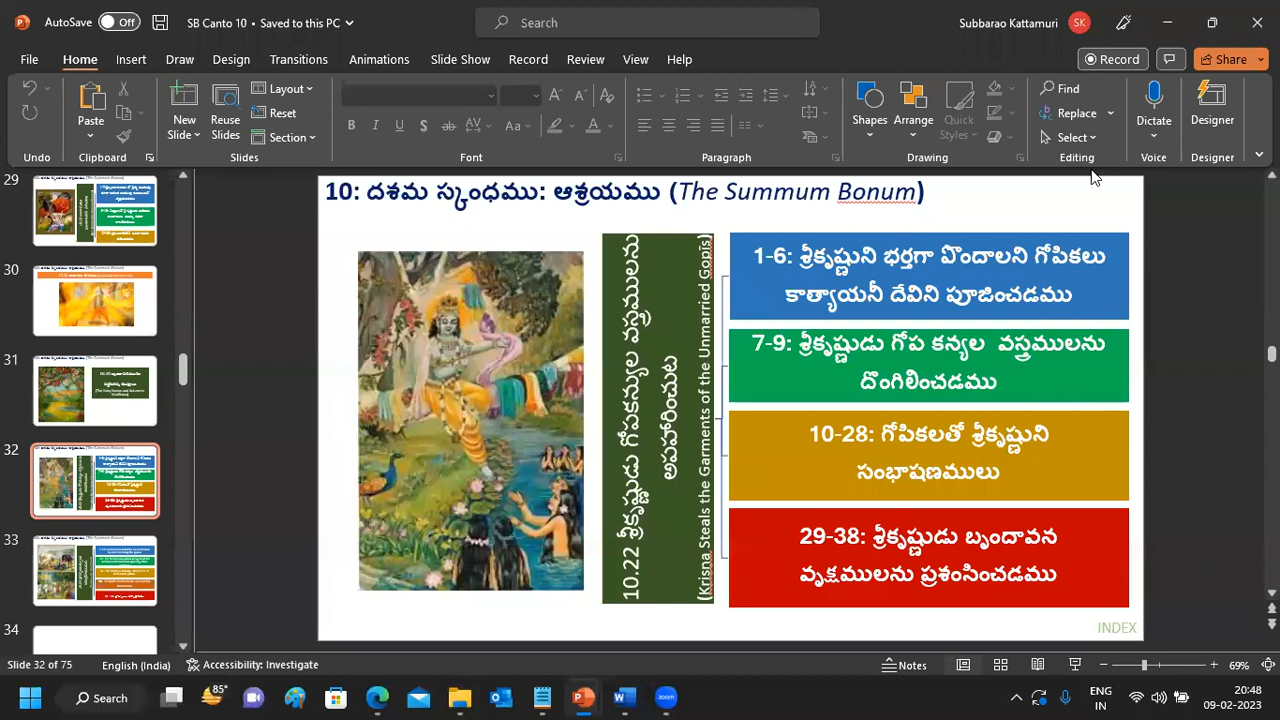 AutoSave Off SB Canto 10 • Saved to this PC Search Subbarao Kattamuri SK
File Home Insert Draw Design Transitions Animations Slide Show Record Review View Help Record Share
Paste New Slide Reuse Slides Layout Reset Section Shapes Arrange Quick Styles Find Replace Select Dictate Designer
B I U S ab AV Aa A
Undo Clipboard Slides Font Paragraph Drawing Editing Voice Designer
29
30
31
32
33
34
10: దశమ స్కంధము: ఆశ్రయము (The Summum Bonum)
10.22 శ్రీకృష్ణుడు గోపకన్యల వస్త్రములను
అపహరించుట
(Krisna Steals the Garments of the Unmarried Gopīs)
1-6: శ్రీకృష్ణుని భర్తగా పొందాలని గోపికలు
కాత్యాయనీ దేవిని పూజించడము
7-9: శ్రీకృష్ణుడు గోప కన్యల వస్త్రములను
దొంగిలించడము
10-28: గోపికలతో శ్రీకృష్ణుని
సంభాషణములు
29-38: శ్రీకృష్ణుడు బృందావన
వృక్షములను ప్రశంసించడము
INDEX
Slide 32 of 75 English (India) Accessibility: Investigate Notes 69%
85° Search zoom ENG
IN
20:48
09-02-2023